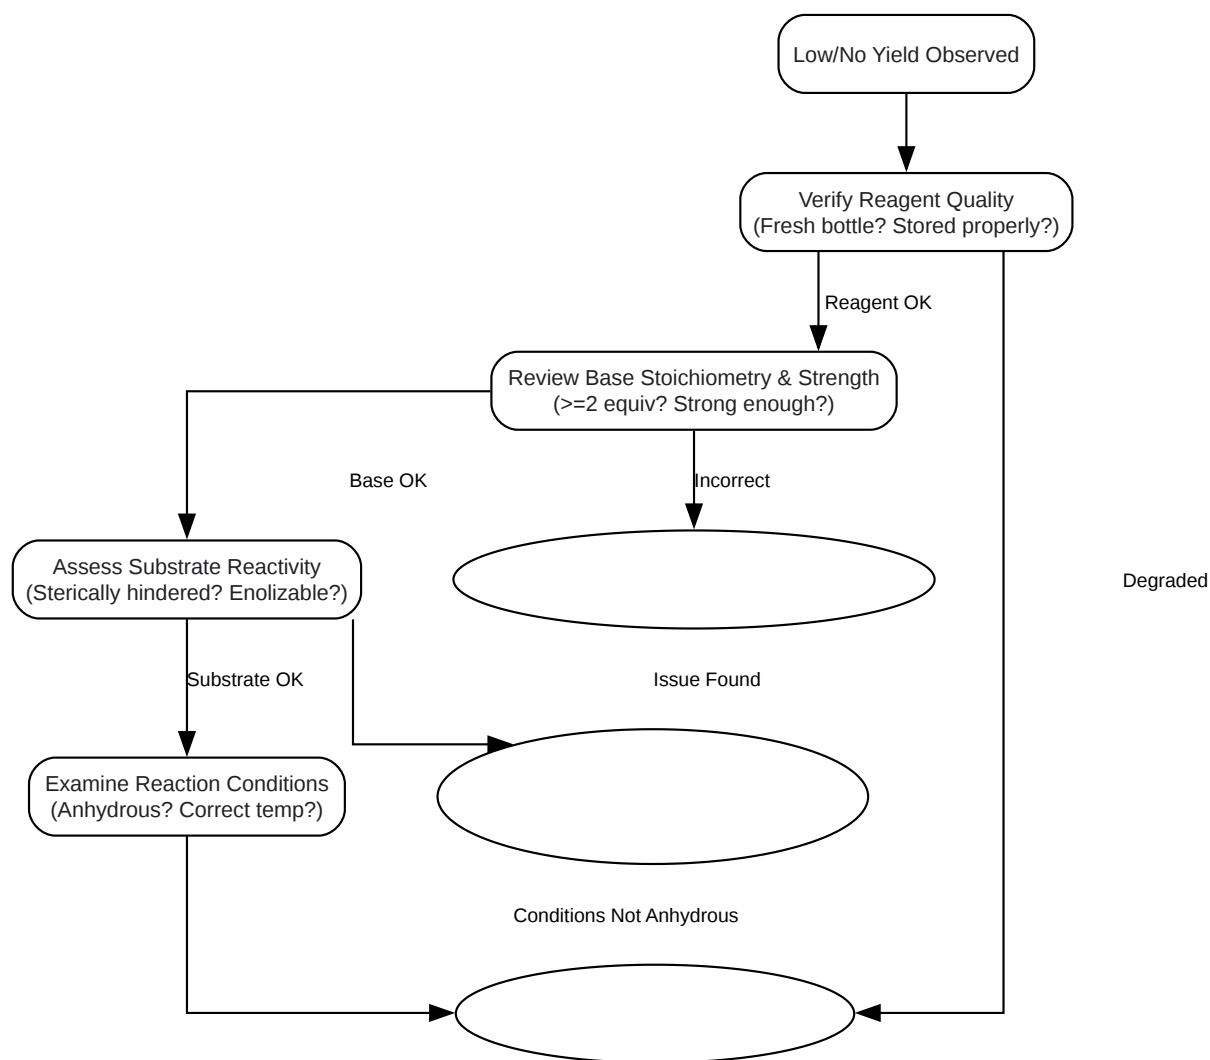 Low/No Yield Observed
Verify Reagent Quality
(Fresh bottle? Stored properly?)
Reagent OK
Review Base Stoichiometry & Strength
(>=2 equiv? Strong enough?)
Base OK
Incorrect
Assess Substrate Reactivity
(Sterically hindered? Enolizable?)
Degraded
Substrate OK
Issue Found
Examine Reaction Conditions
(Anhydrous? Correct temp?)
Conditions Not Anhydrous